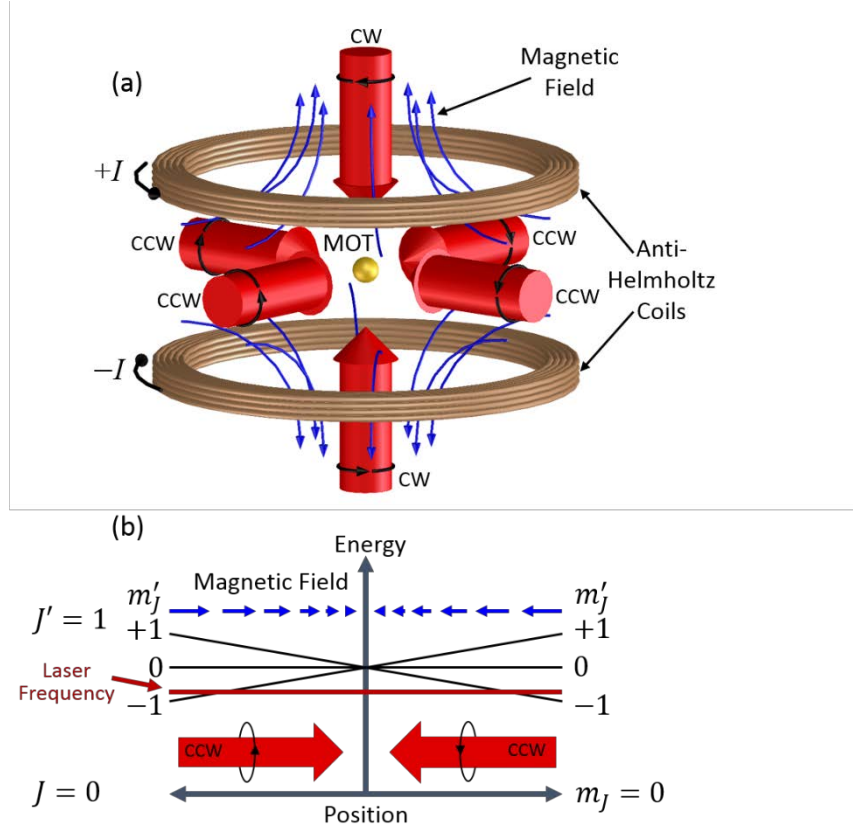 CW
(a)
Magnetic
Field
+I
MOT
CCW
CCW
CCW
CCW
Anti-
Helmholtz
Coils
−I
CW
(b)
Energy
Magnetic Field
m′J
m′J
J′ = 1
+1
+1
0
0
Laser
Frequency
−1
−1
CCW
CCW
J = 0
Position
mJ = 0